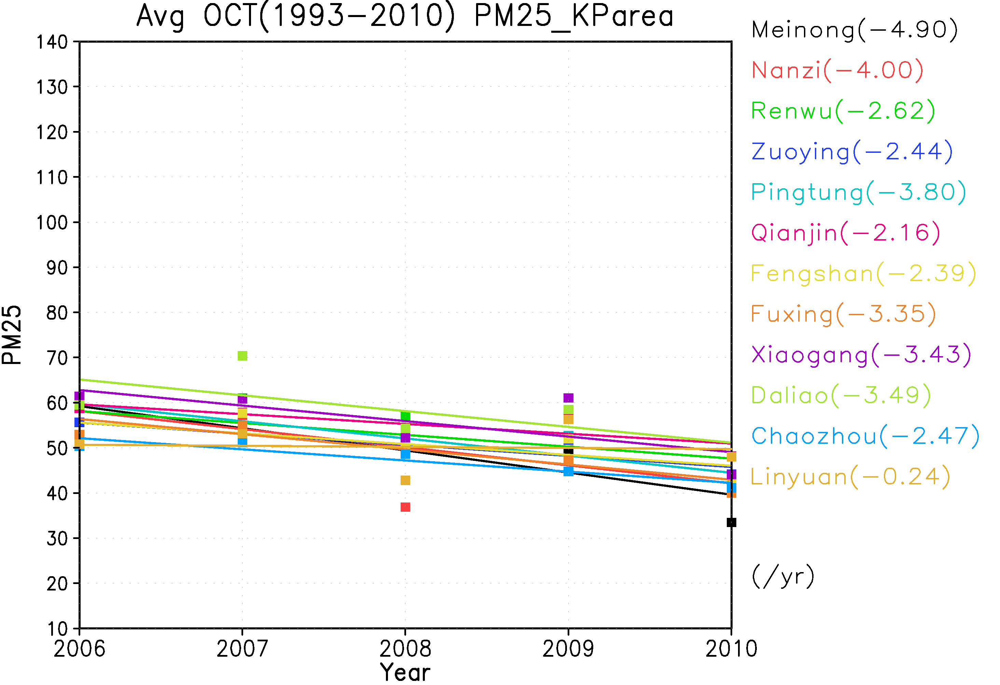 Avg OCT(1993-2010) PM25_KParea
Meinong(-4.90)
Nanzi(-4.00)
Renwu(-2.62)
Zuoying(-2.44)
Pingtung(-3.80)
Qianjin(-2.16)
Fengshan(-2.39)
Fuxing(-3.35)
Xiaogang(-3.43)
Daliao(-3.49)
Chaozhou(-2.47)
Linyuan(-0.24)
(/yr)
PM25
140
130
120
110
100
90
80
70
60
50
40
30
20
10
2006 2007 2008 2009 2010
Year